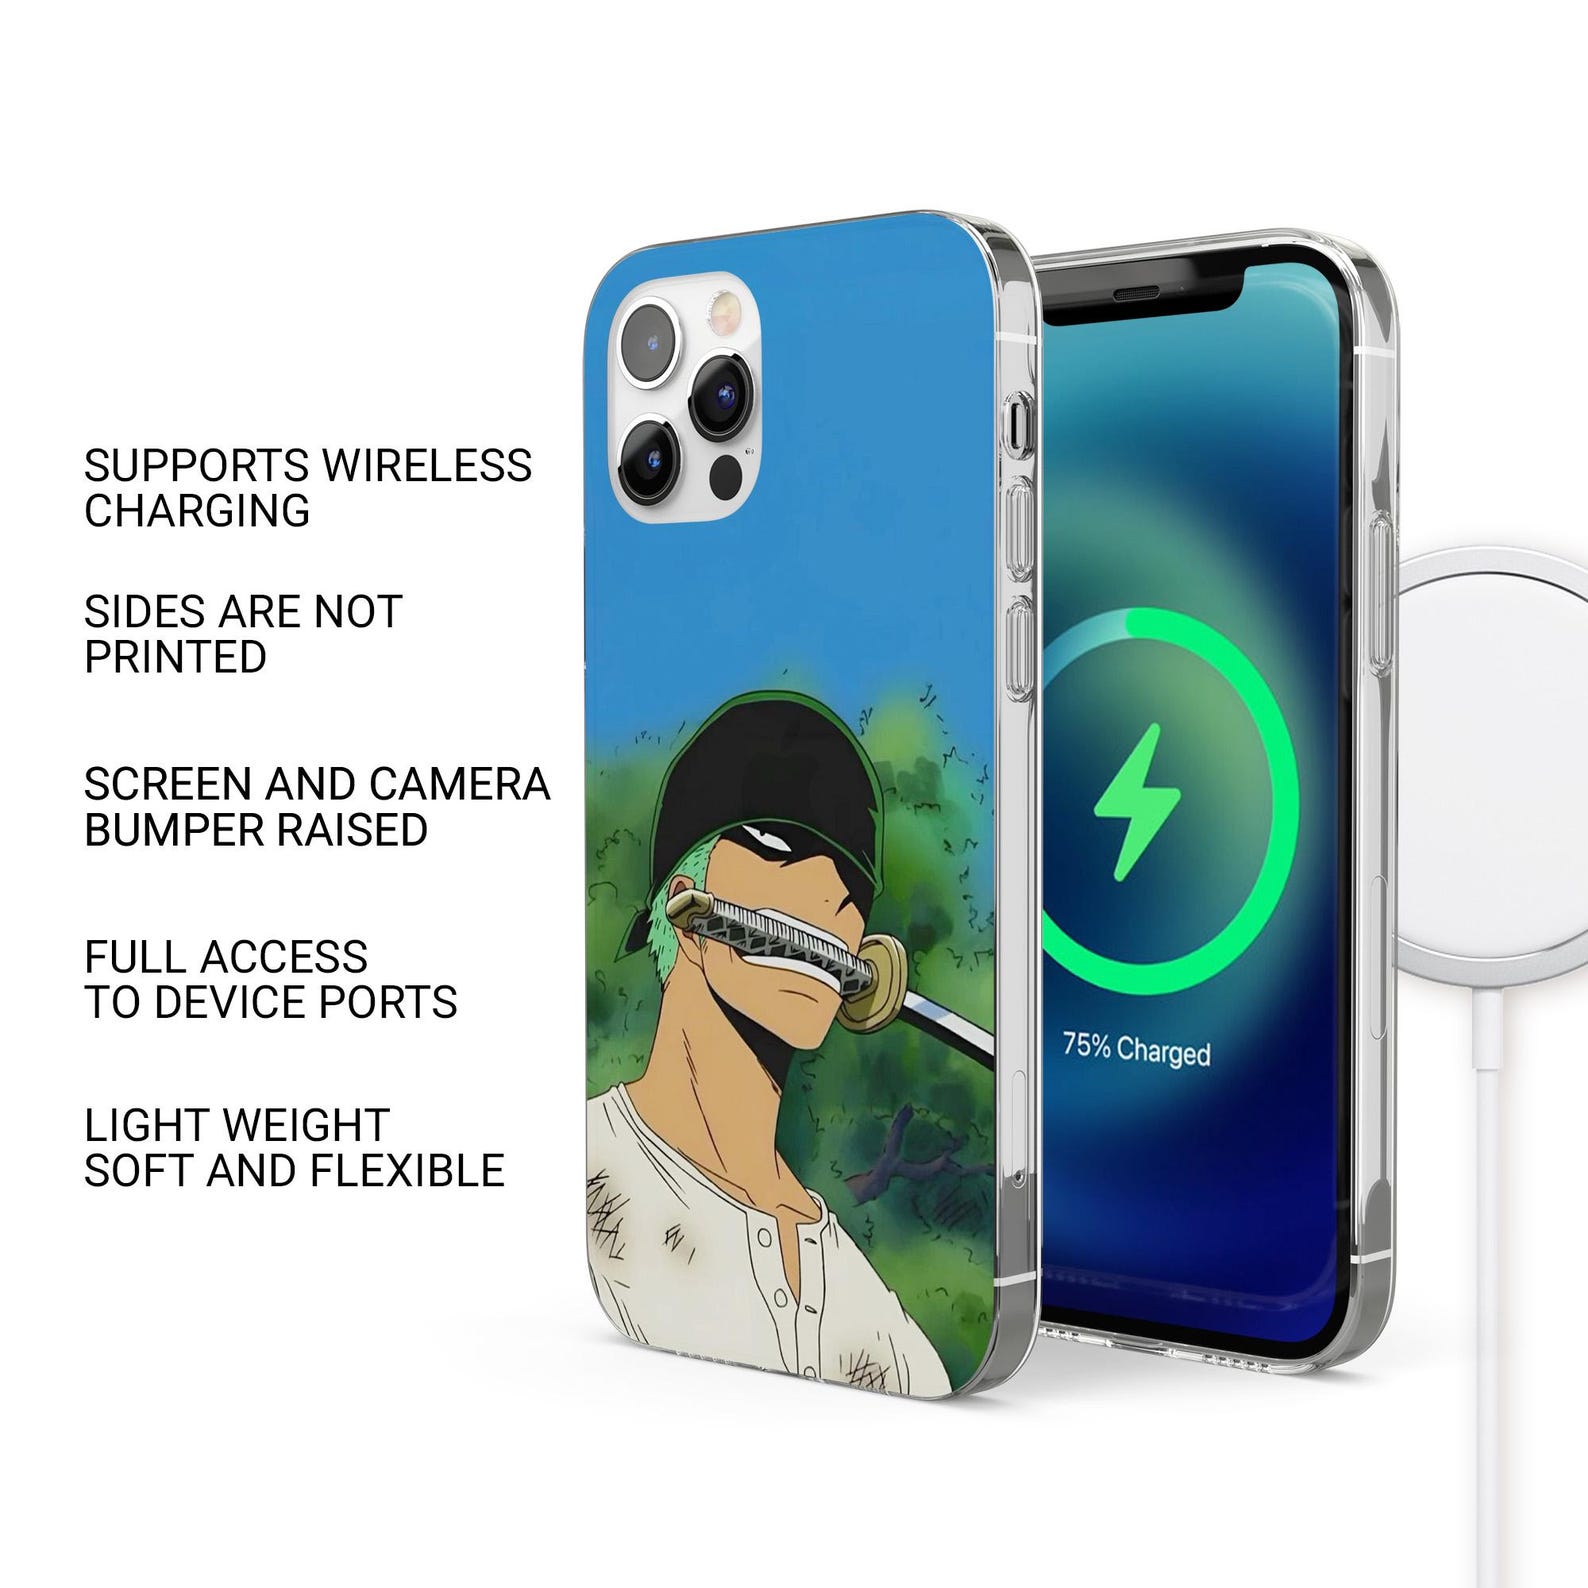 SUPPORTS WIRELESS
CHARGING
SIDES ARE NOT
PRINTED
SCREEN AND CAMERA
BUMPER RAISED
FULL ACCESS
TO DEVICE PORTS
LIGHT WEIGHT
SOFT AND FLEXIBLE
75% Charged